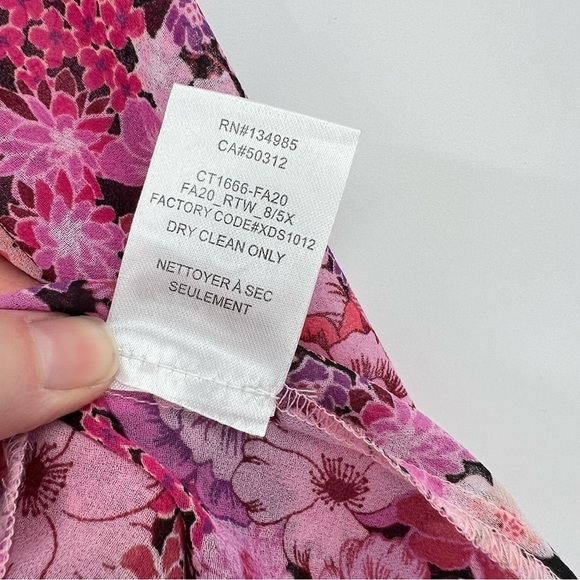 RN#134985
CA#50312
CT1666-FA20
FA20_RTW_8/5X
FACTORY CODE#XDS1012
DRY CLEAN ONLY
NETTOYER À SEC
SEULEMENT